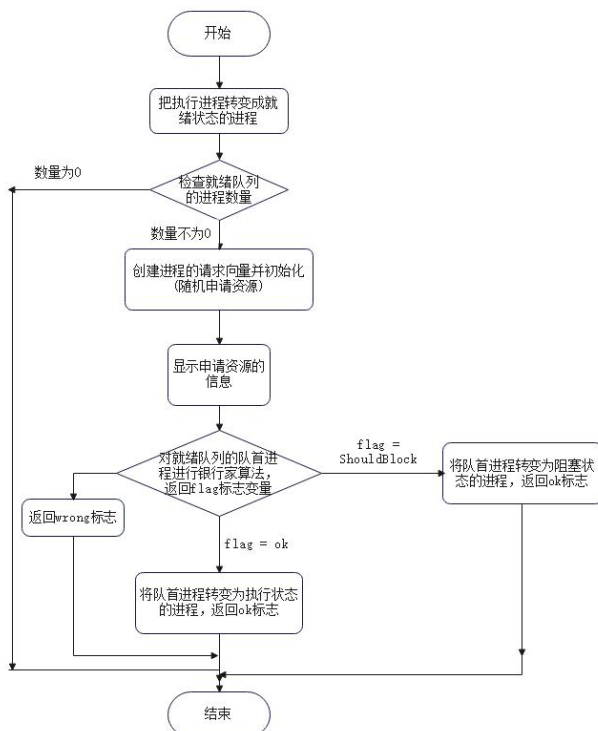 开始
把执行进程转变成就
绪状态的进程
数量为0
检查就绪队列
的进程数量
数量不为0
创建进程的请求向量并初始化
(随机申请资源)
显示申请资源的
信息
对就绪队列的队首进
程进行银行家算法，
返回flag标志变量
flag =
ShouldBlock
将队首进程转变为阻塞状
态的进程，返回ok标志
返回wrong标志
flag = ok
将队首进程转变为执行状态
的进程，返回ok标志
结束